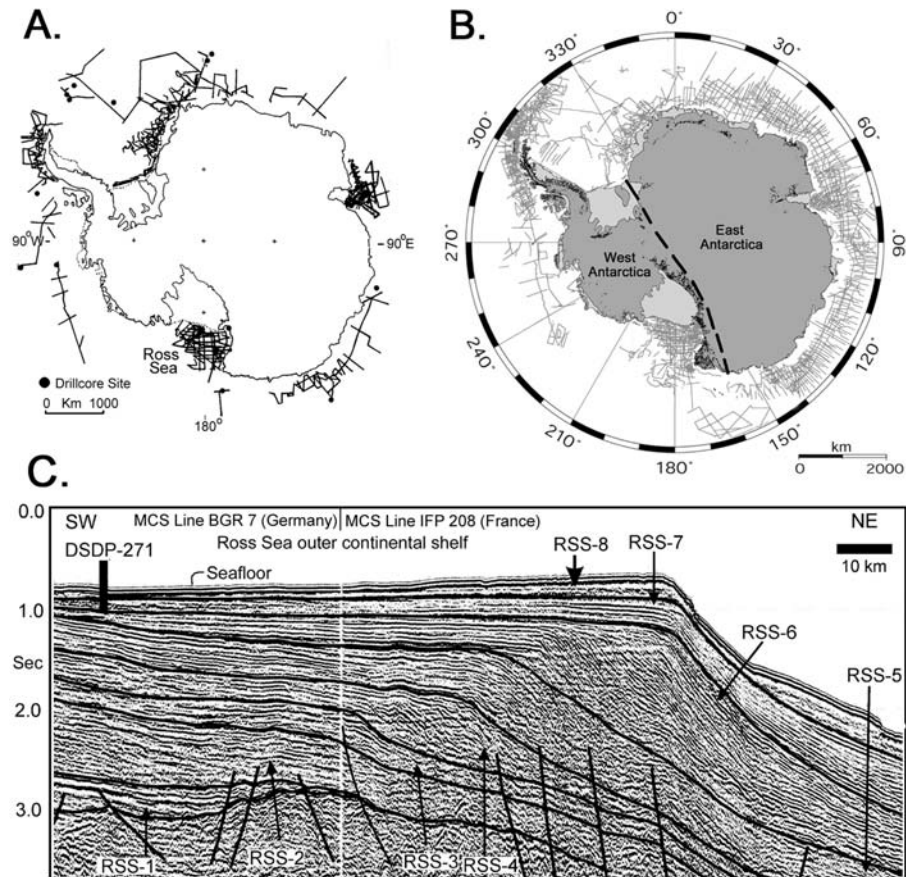 A.
90°W
90°E
Ross
Sea
Drillcore Site
0 Km 1000
180°
B.
0°
30°
60°
90°
120°
150°
180°
210°
240°
270°
300°
330°
East
Antarctica
West
Antarctica
km
0 2000
C.
0.0
1.0
Sec
2.0
3.0
SW MCS Line BGR 7 (Germany) MCS Line IFP 208 (France) NE
DSDP-271 Ross Sea outer continental shelf RSS-8 RSS-7
10 km
Seafloor
RSS-6
RSS-5
RSS-1 RSS-2 RSS-3 RSS-4